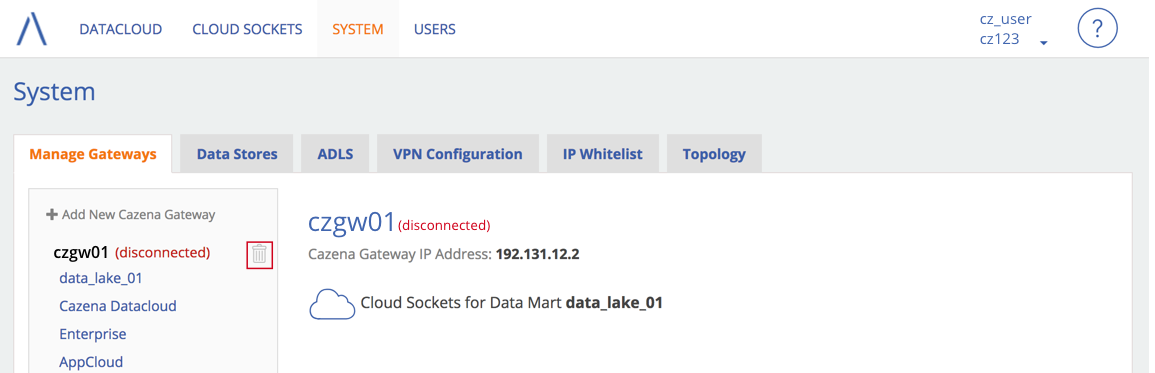 DATACLOUD CLOUD SOCKETS SYSTEM USERS
cz_user
cz123
?
System
Manage Gateways Data Stores ADLS VPN Configuration IP Whitelist Topology
+ Add New Cazena Gateway
czgw01 (disconnected)
data_lake_01
Cazena Datacloud
Enterprise
AppCloud
czgw01 (disconnected)
Cazena Gateway IP Address: 192.131.12.2
Cloud Sockets for Data Mart data_lake_01